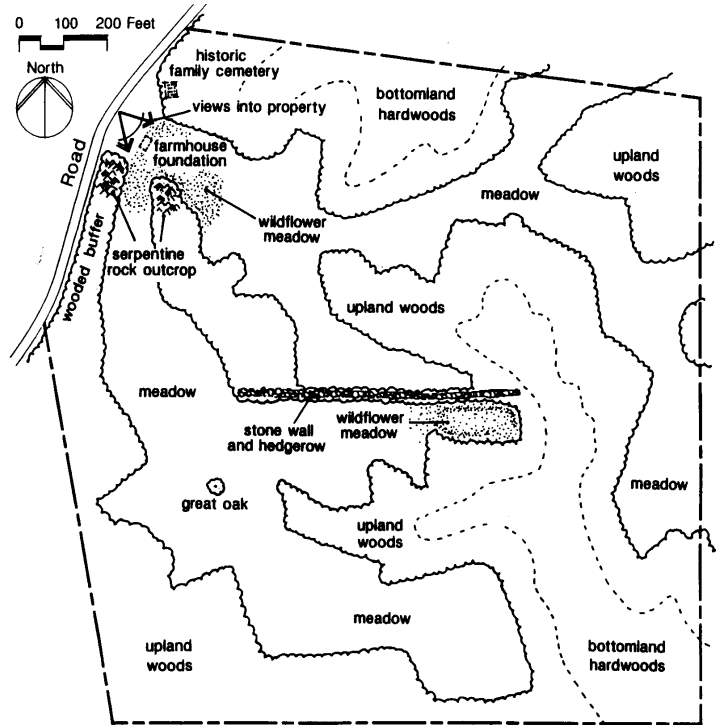 0 100 200 Feet
North
historic
family cemetery
views into property
bottomland
hardwoods
farmhouse
foundation
Road
upland
woods
meadow
wildflower
meadow
serpentine
rock outcrop
wooded buffer
upland woods
meadow
stone wall
and hedgerow
wildflower
meadow
great oak
meadow
upland
woods
meadow
upland
woods
bottomland
hardwoods